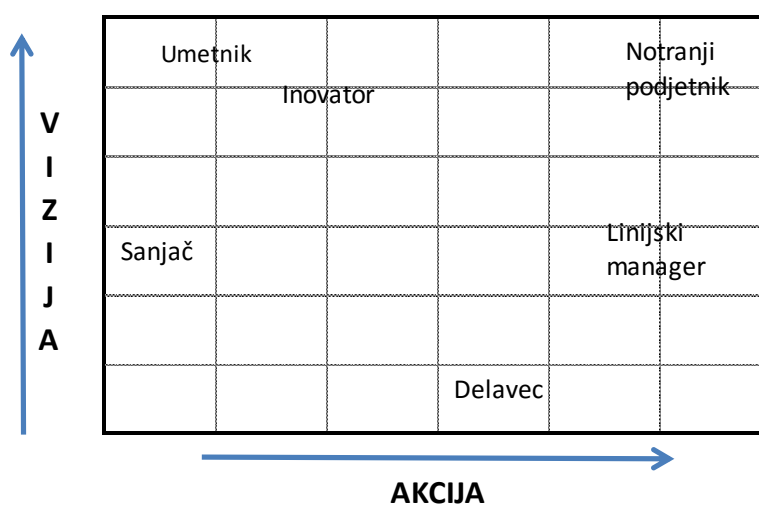 Umetnik
Notranji
podjetnik
Inovator
V
I
Z
I
J
A
Linijski
manager
Sanjač
Delavec
AKCIJA